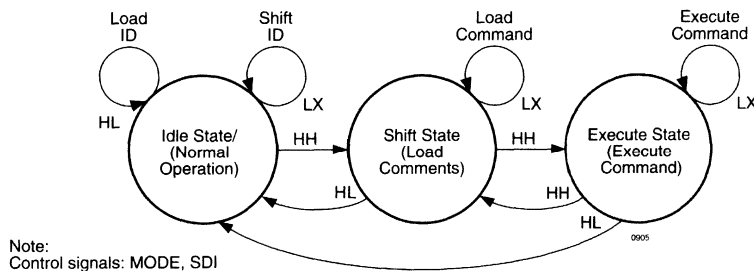 Load
ID
Shift
ID
Load
Command
Execute
Command
HL
LX
LX
LX
Idle State/
(Normal
Operation)
HH
Shift State
(Load
Comments)
HH
Execute State
(Execute
Command)
HL
HH
HL
0905
Note:
Control signals: MODE, SDI